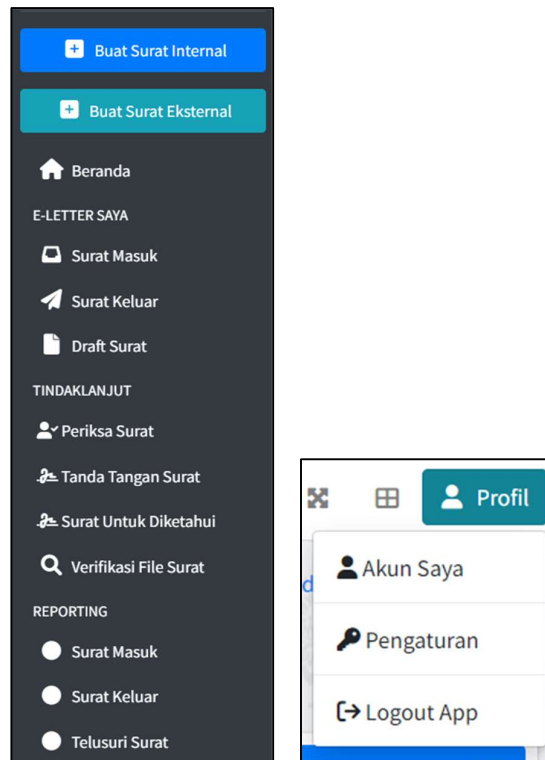 Buat Surat Internal
Buat Surat Eksternal
Beranda
E-LETTER SAYA
Surat Masuk
Surat Keluar
Draft Surat
TINDAKLANJUT
Periksa Surat
Tanda Tangan Surat
Surat Untuk Diketahui
Verifikasi File Surat
REPORTING
Surat Masuk
Surat Keluar
Telusuri Surat
Profil
Akun Saya
Pengaturan
Logout App